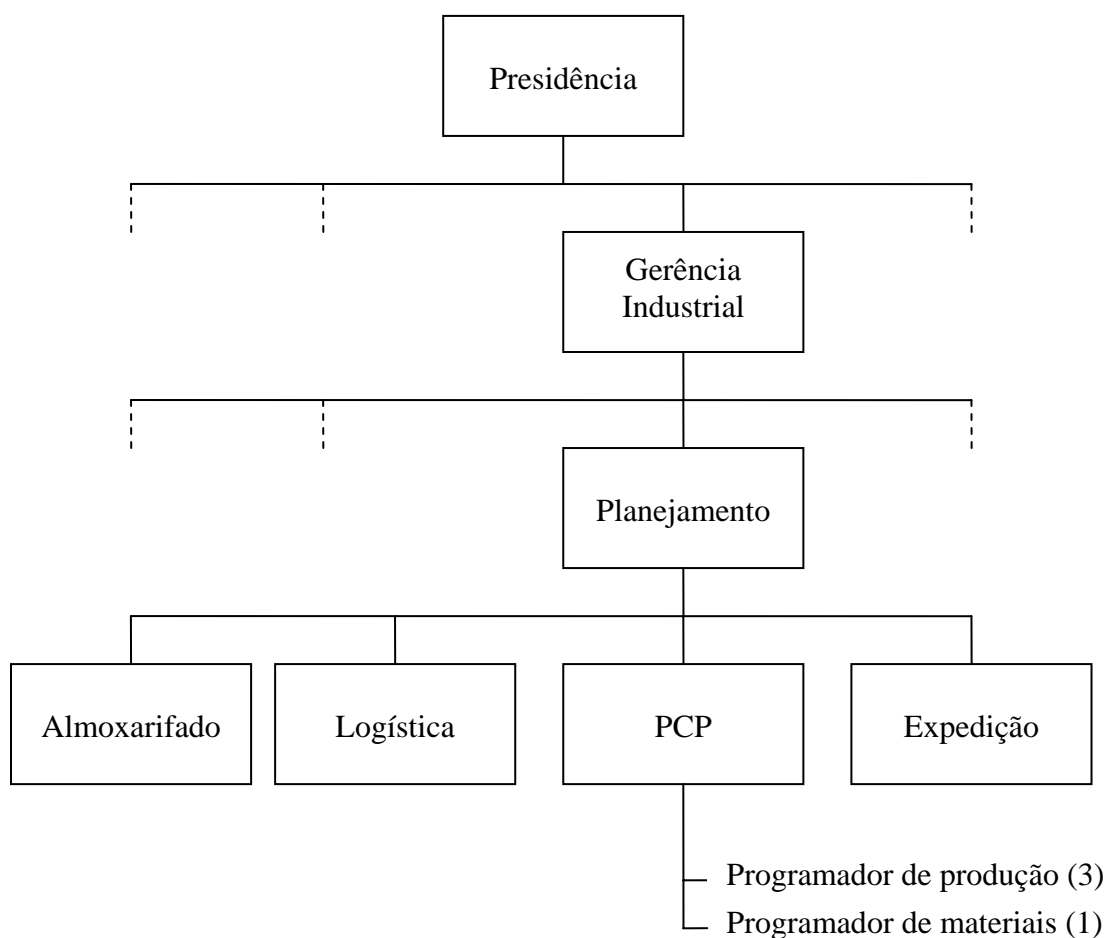 Presidência
Gerência
Industrial
Planejamento
Almoxarifado
Logística
PCP
Expedição
Programador de produção (3)
Programador de materiais (1)